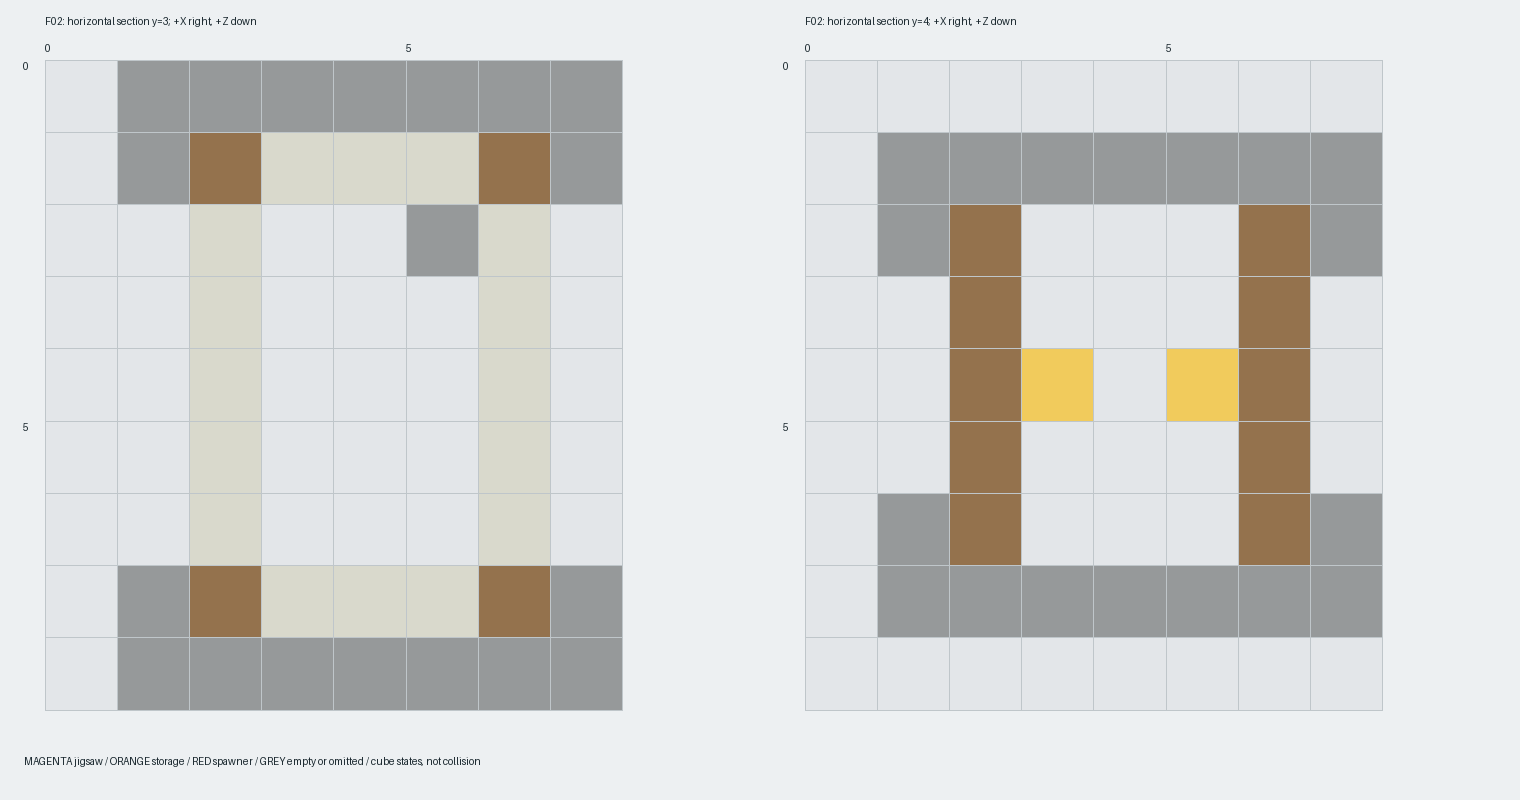 F02: horizontal section y=3; +X right, +Z down
F02: horizontal section y=4; +X right, +Z down
0 5
0 5
0
0
5
5
MAGENTA jigsaw / ORANGE storage / RED spawner / GREY empty or omitted / cube states, not collision